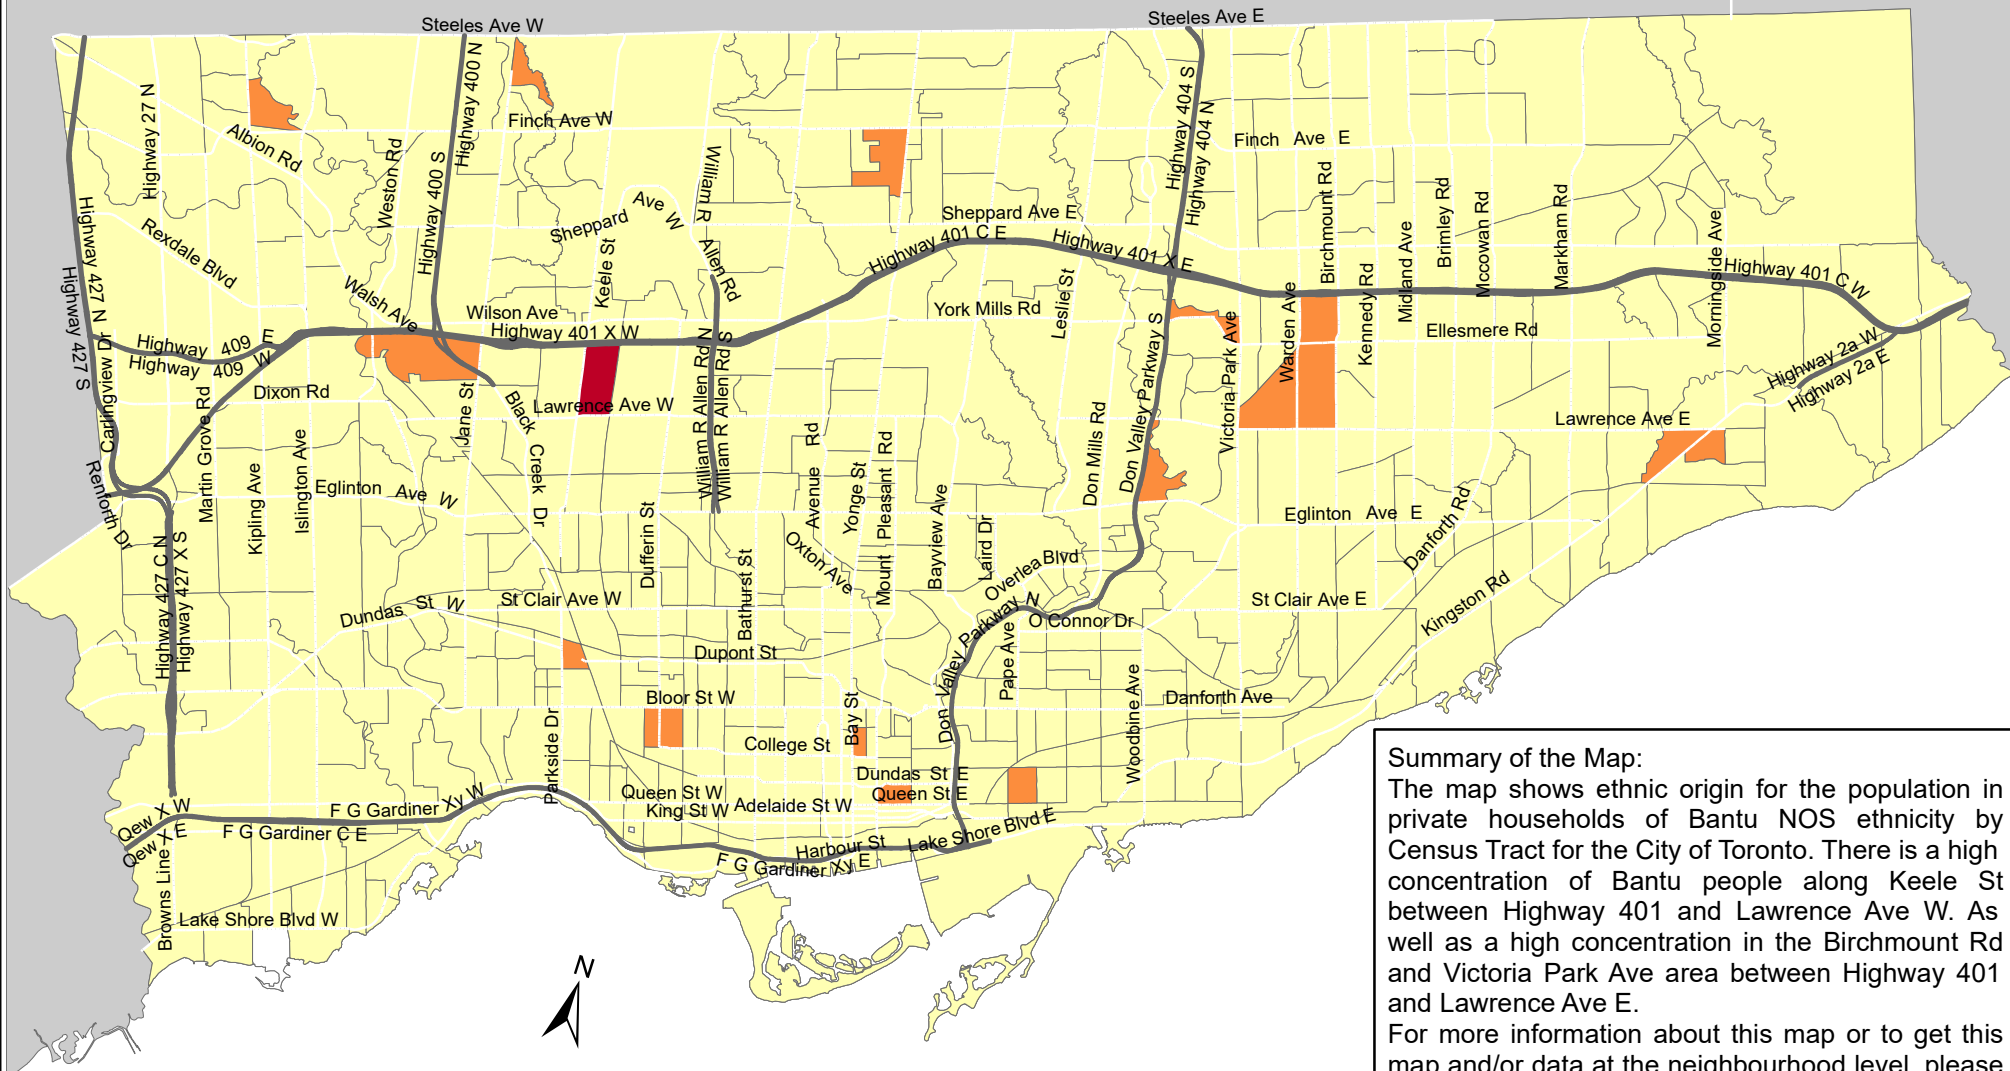 Steeles Ave W
Steeles Ave E
Highway 400 N
Highway 27 N
Albion Rd
Weston Rd
Highway 400 S
Finch Ave W
William R Allen Rd
Highway 404 S
Highway 404 N
Finch Ave E
Birchmount Rd
Midland Ave
Brimley Rd
Mccowan Rd
Markham Rd
Morningside Ave
Highway 427 N
Highway 427 S
Rexdale Blvd
Sheppard Ave W
Keele St
Sheppard Ave E
Highway 401 C E
Highway 401 X E
Highway 401 C W
Walsh Ave
Wilson Ave
Highway 401 X W
York Mills Rd
Leslie St
Ellesmere Rd
Kennedy Rd
Warden Ave
Victoria Park Ave
Highway 409 E
Highway 409 W
Carlingview Dr
Martin Grove Rd
Dixon Rd
Jane St
Black Creek Dr
Lawrence Ave W
William R Allen Rd N
William R Allen Rd S
Don Valley Parkway S
Don Mills Rd
Highway 2a W
Highway 2a E
Lawrence Ave E
Renforth Dr
Kipling Ave
Islington Ave
Eglinton Ave W
Dufferin St
Avenue Rd
Yonge St
Mount Pleasant Rd
Bayview Ave
Laird Dr
Oxton Ave
Overlea Blvd
Eglinton Ave E
Danforth Rd
Kingston Rd
Highway 427 C N
Highway 427 X S
Dundas St W
St Clair Ave W
Bathurst St
Dupont St
Don Valley Parkway N
O Connor Dr
Pape Ave
St Clair Ave E
Bloor St W
Bay St
College St
Danforth Ave
Woodbine Ave
Parkside Dr
Dundas St E
Queen St E
Queen St W
King St W
Adelaide St W
Qew X W
Qew X E
F G Gardiner Xy W
F G Gardiner C E
Harbour St
Lake Shore Blvd E
F G Gardiner Xy E
Browns Line
Lake Shore Blvd W
N
Summary of the Map:
The map shows ethnic origin for the population in
private households of Bantu NOS ethnicity by
Census Tract for the City of Toronto. There is a high
concentration of Bantu people along Keele St
between Highway 401 and Lawrence Ave W. As
well as a high concentration in the Birchmount Rd
and Victoria Park Ave area between Highway 401
and Lawrence Ave E.
For more information about this map or to get this
map and/or data at the neighbourhood level, please